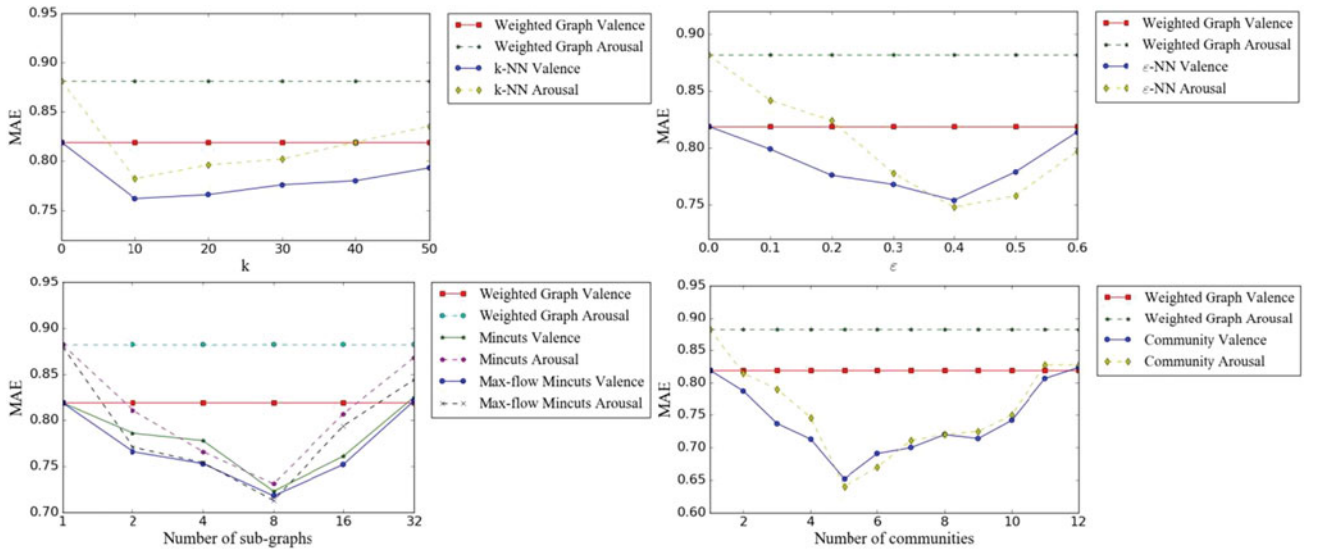 0.95
0.90
0.85
0.80
0.75
MAE
0 10 20 30 40 50
k
Weighted Graph Valence
Weighted Graph Arousal
k-NN Valence
k-NN Arousal
0.90
0.85
0.80
0.75
MAE
0.0 0.1 0.2 0.3 0.4 0.5 0.6
ε
Weighted Graph Valence
Weighted Graph Arousal
ε-NN Valence
ε-NN Arousal
0.95
0.90
0.85
0.80
0.75
0.70
MAE
1 2 4 8 16 32
Number of sub-graphs
Weighted Graph Valence
Weighted Graph Arousal
Mincuts Valence
Mincuts Arousal
Max-flow Mincuts Valence
Max-flow Mincuts Arousal
0.95
0.90
0.85
0.80
0.75
0.70
0.65
0.60
MAE
2 4 6 8 10 12
Number of communities
Weighted Graph Valence
Weighted Graph Arousal
Community Valence
Community Arousal